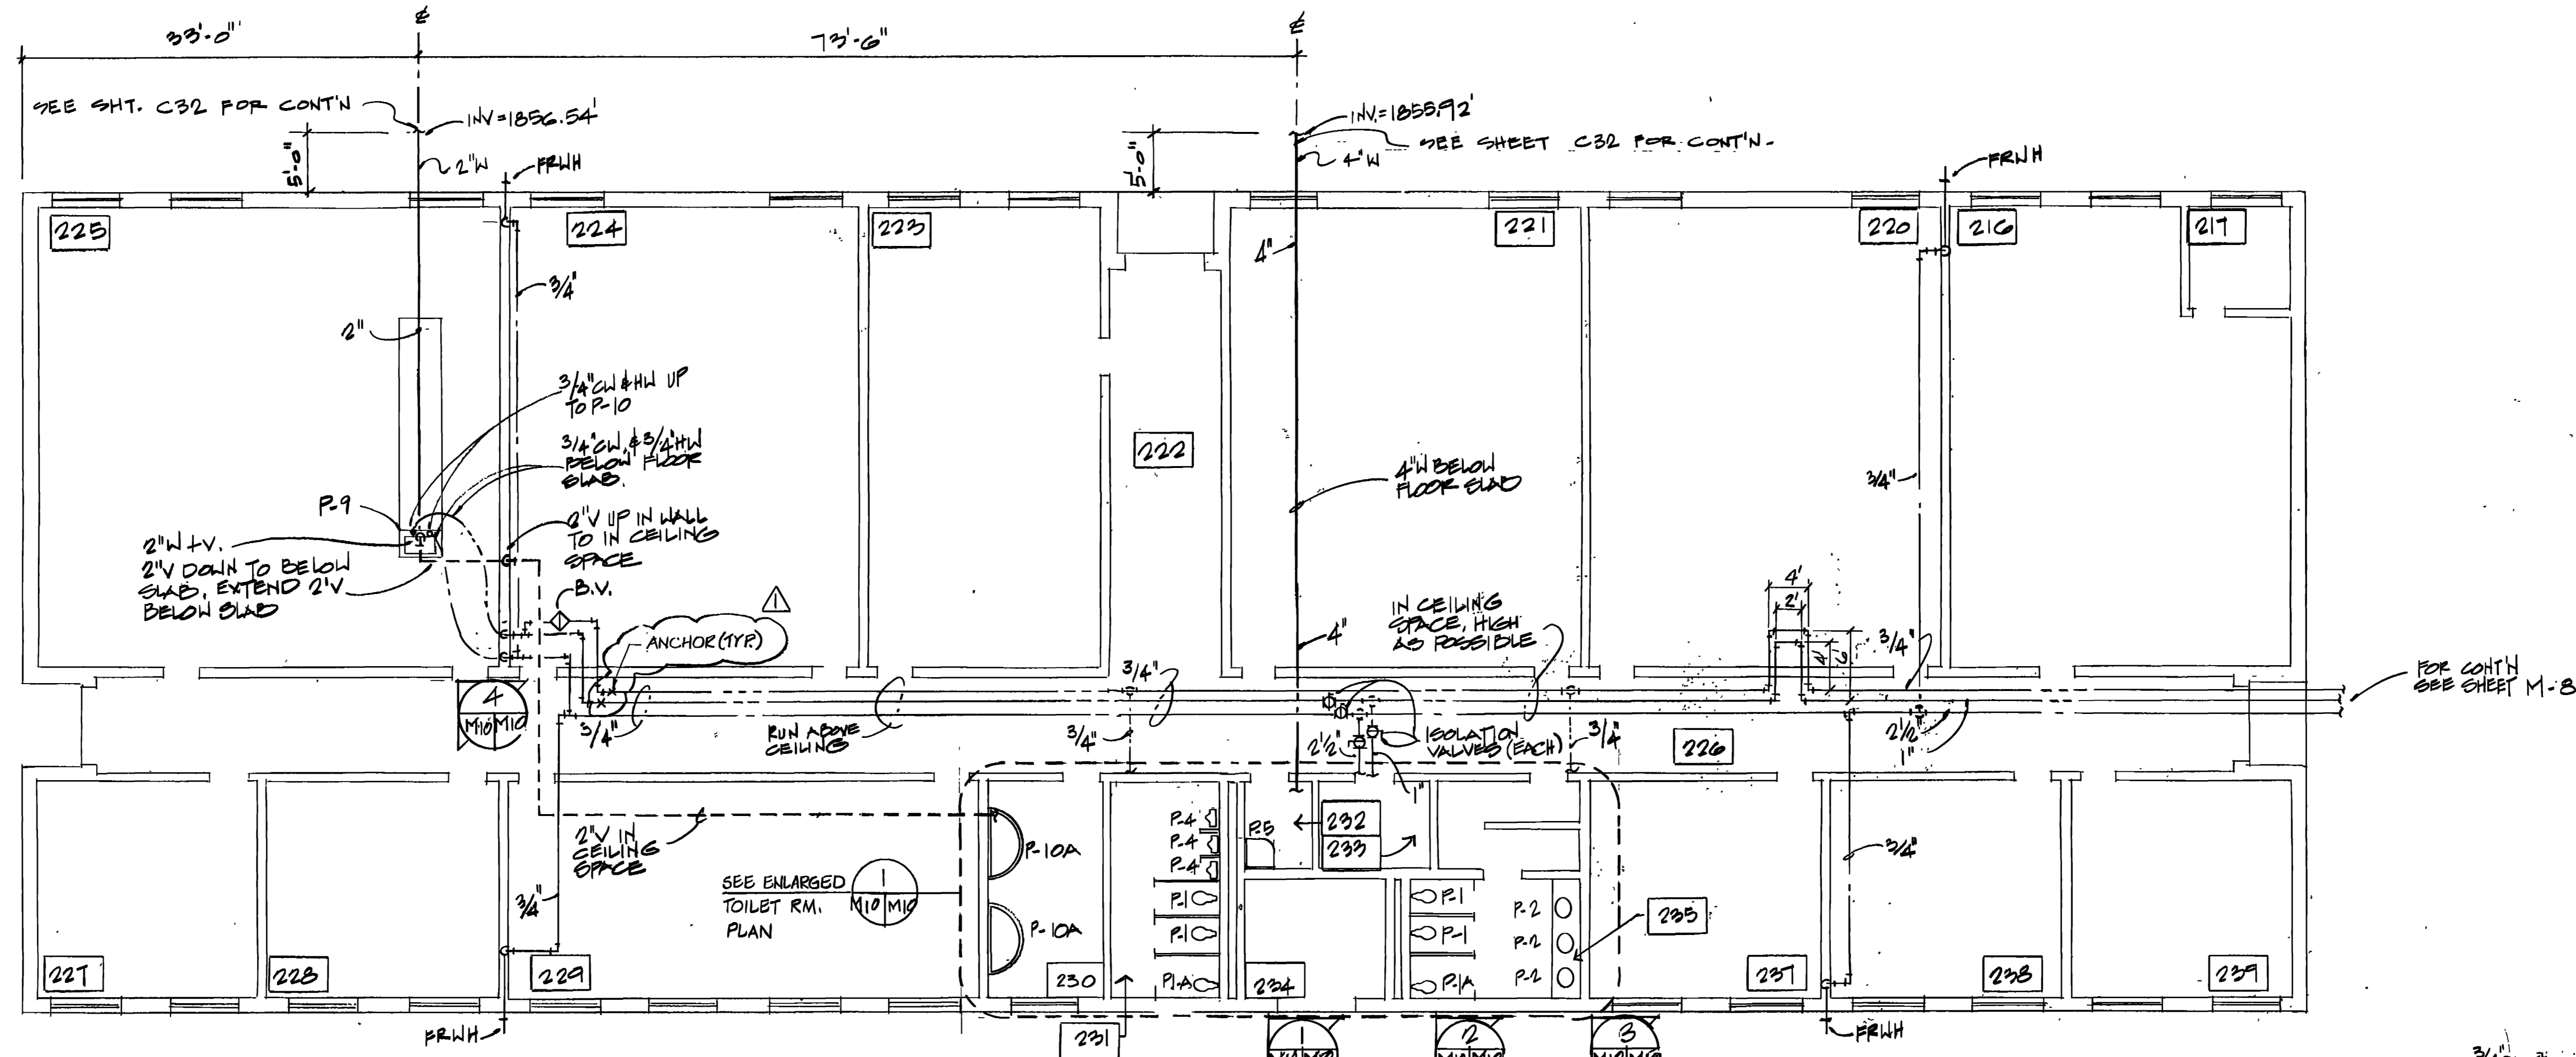 33'-0"
73'-6"
SEE SHT. C32 FOR CONT'N
INV=1856.54'
5'-0"
2"W
FRWH
5'-0"
INV.=1855.92'
SEE SHEET C32 FOR CONT'N.
4"W
FRWH
225
224
223
221
220
216
217
4"
3/4"
2"
3/4" CW & HW UP
TO P-10
3/4" CW, & 3/4" HW
BELOW FLOOR
SLAB.
222
4"W BELOW
FLOOR SLAB
3/4"
P-9
2"V UP IN WALL
TO IN CEILING
SPACE
2"W+V.
2"V DOWN TO BELOW
SLAB, EXTEND 2"V
BELOW SLAB
B.V.
1
ANCHOR (TYP.)
IN CEILING
SPACE, HIGH
AS POSSIBLE
4"
4'
2'
4'
6'
3/4"
3/4"
FOR CONT'N
SEE SHEET M-8
4
M10 M10
3/4"
RUN ABOVE
CEILING
3/4"
2 1/2"
ISOLATION
VALVES (EACH)
3/4"
226
2 1/2"
1"
1"
2"V IN
CEILING
SPACE
P-10A
P-4
P-4
P-4
P-5
232
233
3/4"
SEE ENLARGED
TOILET RM.
PLAN
1
M10 M10
3/4"
P-1
P-1
P-2
235
P-10A
P-1
P-1
P-2
227
228
229
230
P1-A
234
P-1A
P-2
237
238
239
FRWH
231
1
2
3
FRWH
3/4"